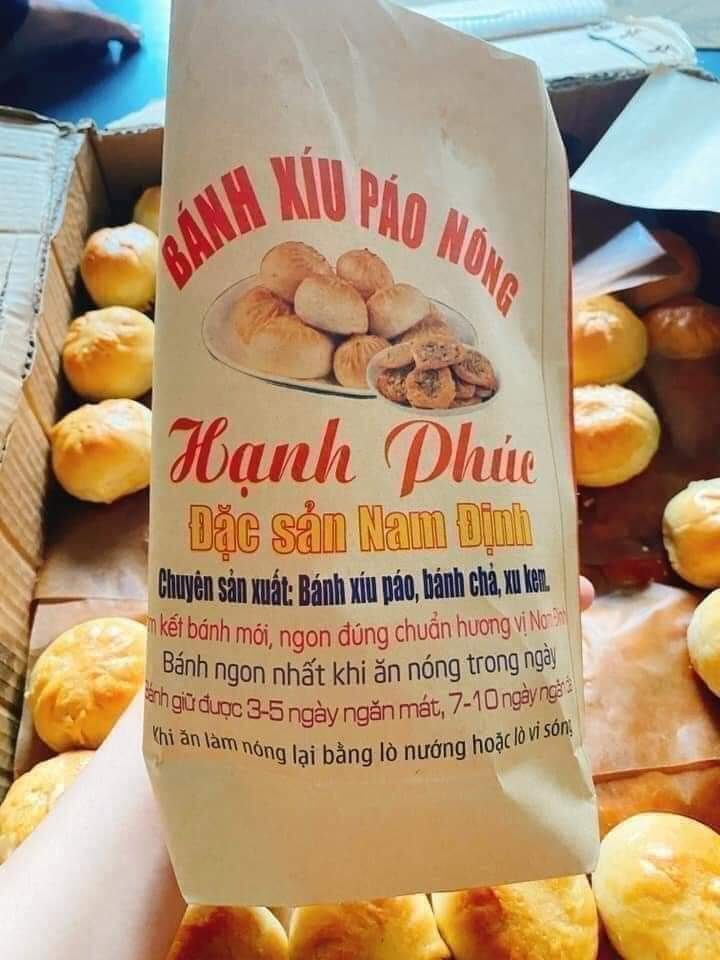 BÁNH XÍU PÁO NÓNG
Hạnh Phúc
Đặc sản Nam Định
Chuyên sản xuất: Bánh xíu páo, bánh chả, xu kem.
kết bánh mới, ngon đúng chuẩn hương vị Nam
Bánh ngon nhất khi ăn nóng trong ngày
Bánh giữ được 3-5 ngày ngăn mát, 7-10 ngày ngăn
Khi ăn làm nóng lại bằng lò nướng hoặc lò vi sóng